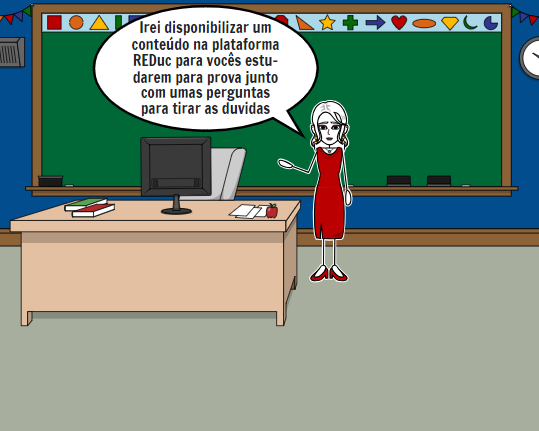 Irei disponibilizar um
conteúdo na plataforma
REDuc para vocês estu-
darem para prova junto
com umas perguntas
para tirar as duvidas